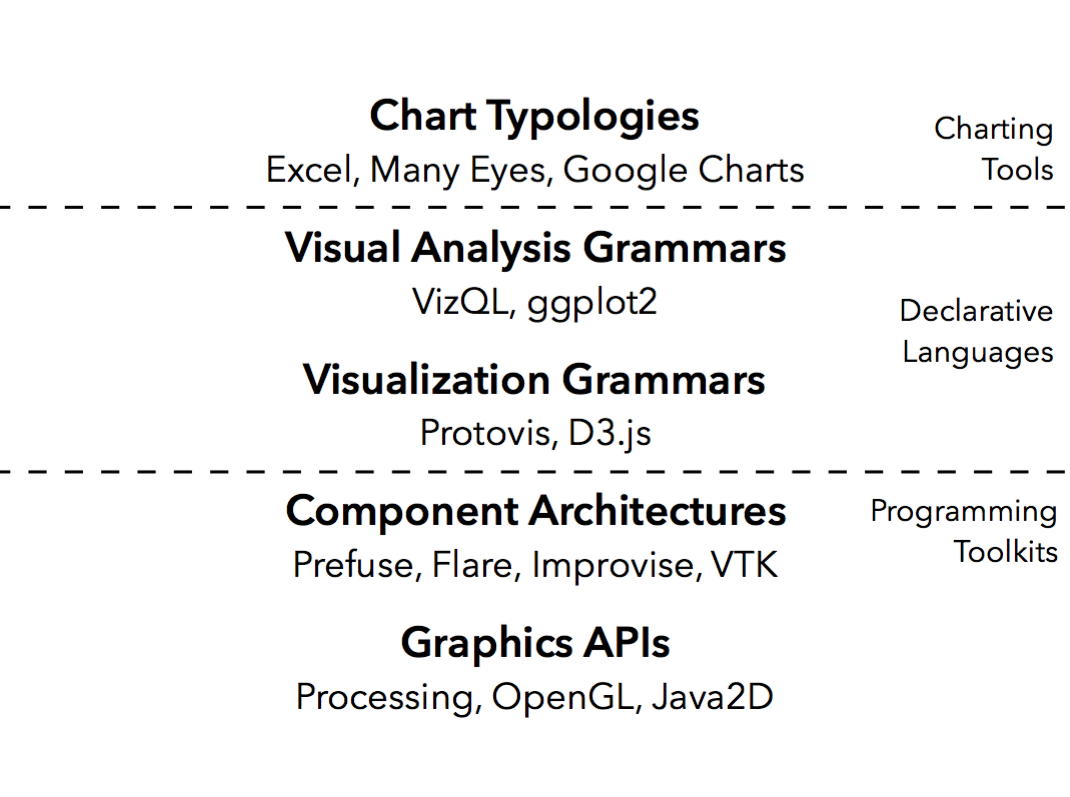 Chart Typologies
Excel, Many Eyes, Google Charts
Charting
Tools
Visual Analysis Grammars
VizQL, ggplot2
Declarative
Languages
Visualization Grammars
Protovis, D3.js
Component Architectures
Prefuse, Flare, Improvise, VTK
Programming
Toolkits
Graphics APIs
Processing, OpenGL, Java2D